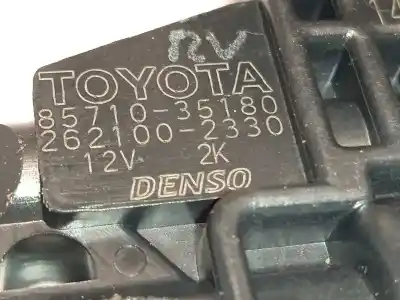 RV
TOYOTA
85710-35180
262100-2330
12V 2K
DENSO